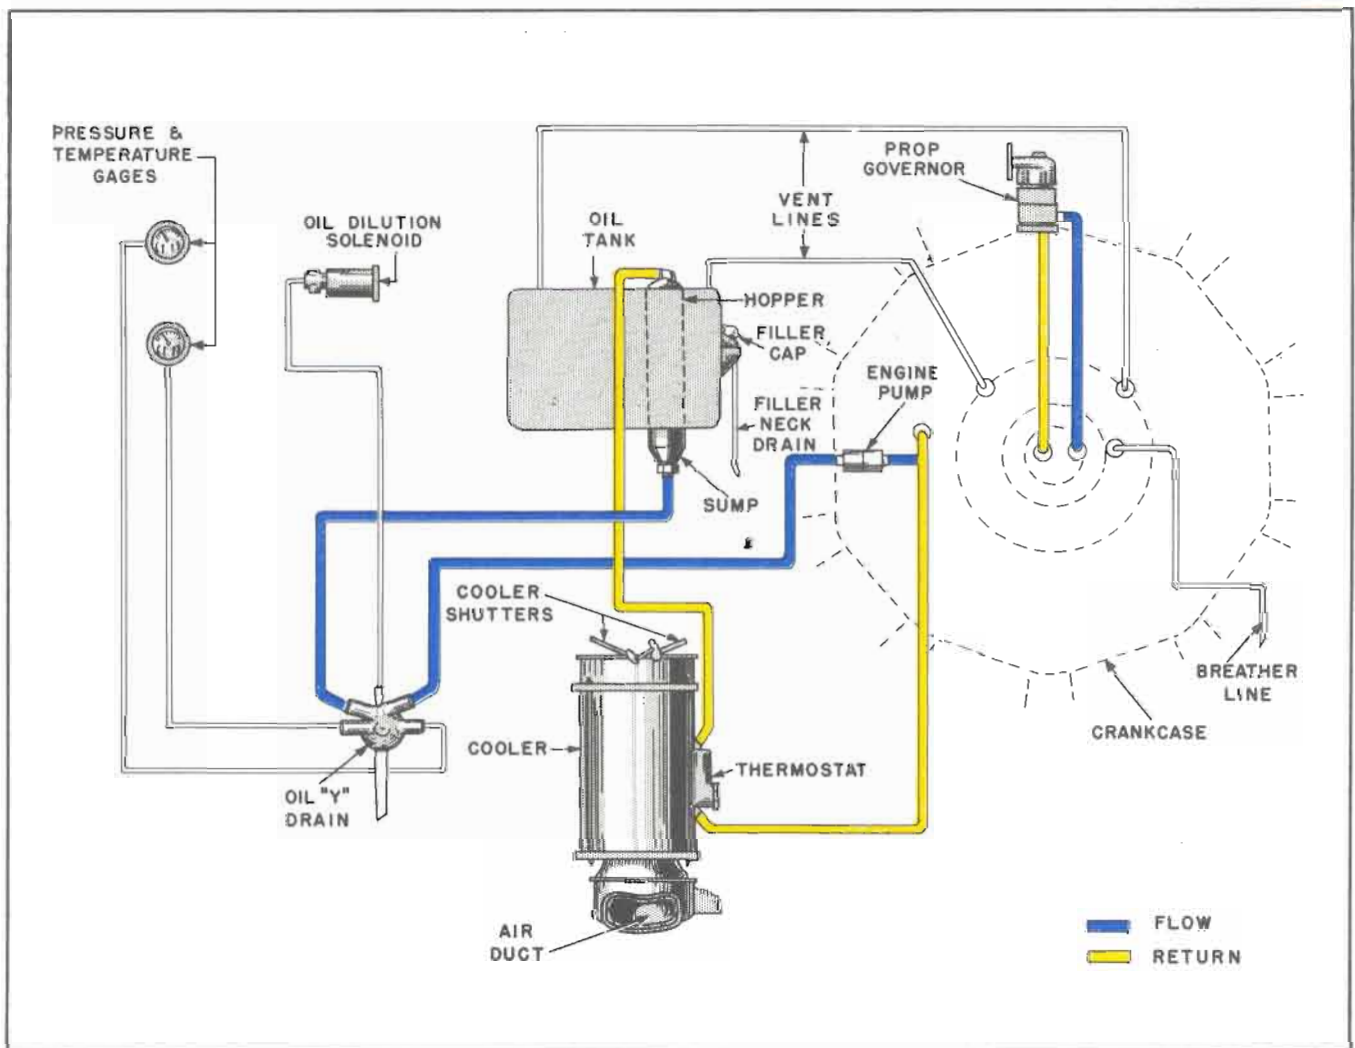 PRESSURE &
TEMPERATURE
GAGES
OIL DILUTION
SOLENOID
OIL
TANK
VENT
LINES
PROP
GOVERNOR
HOPPER
FILLER
CAP
ENGINE
PUMP
FILLER
NECK
DRAIN
SUMP
COOLER
SHUTTERS
BREATHER
LINE
CRANKCASE
COOLER
THERMOSTAT
OIL "Y"
DRAIN
AIR
DUCT
FLOW
RETURN